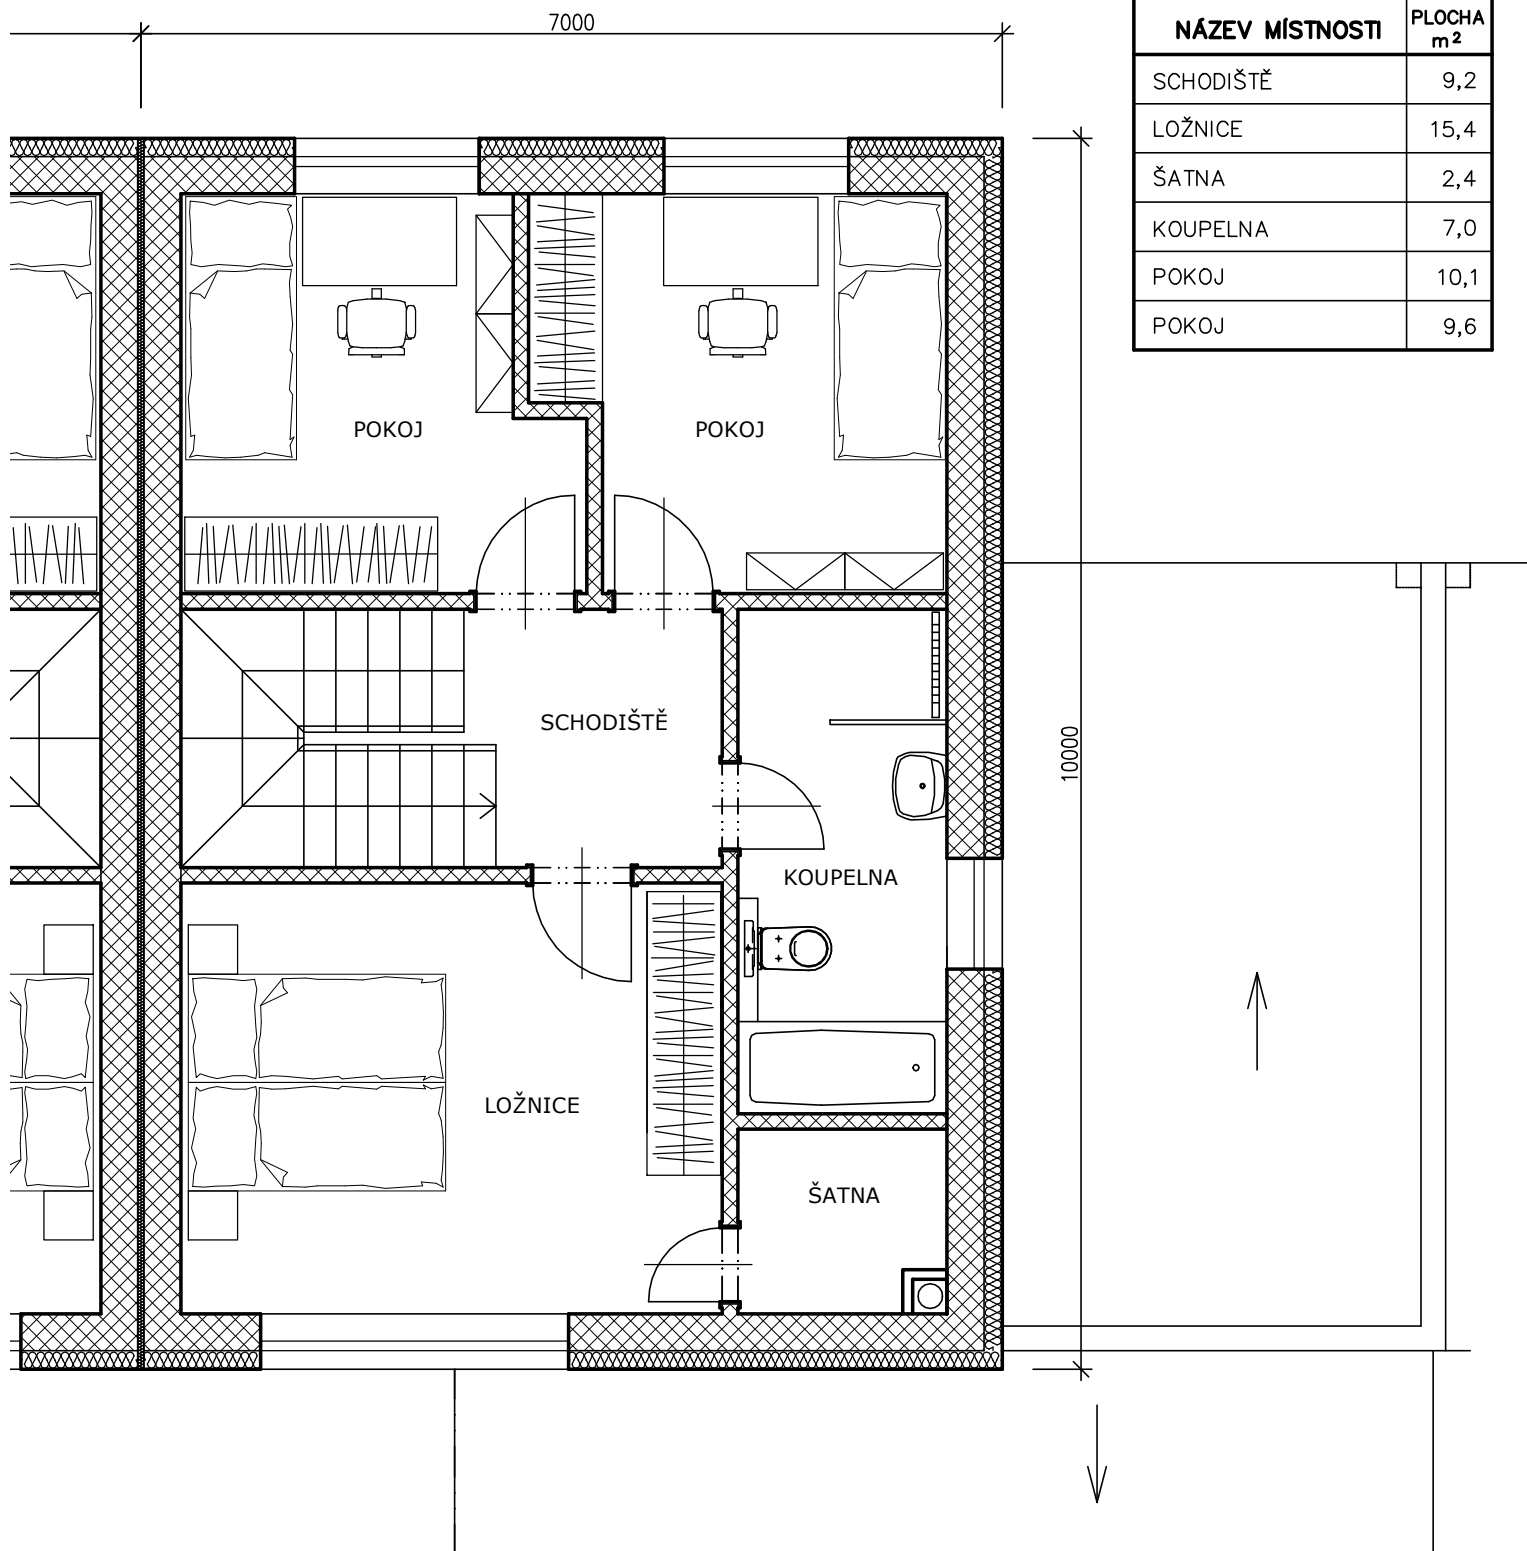 7000
NÁZEV MÍSTNOSTI PLOCHA m²
SCHODIŠTĚ 9,2
LOŽNICE 15,4
ŠATNA 2,4
KOUPELNA 7,0
POKOJ 10,1
POKOJ 9,6
POKOJ
POKOJ
SCHODIŠTĚ
10000
KOUPELNA
LOŽNICE
ŠATNA